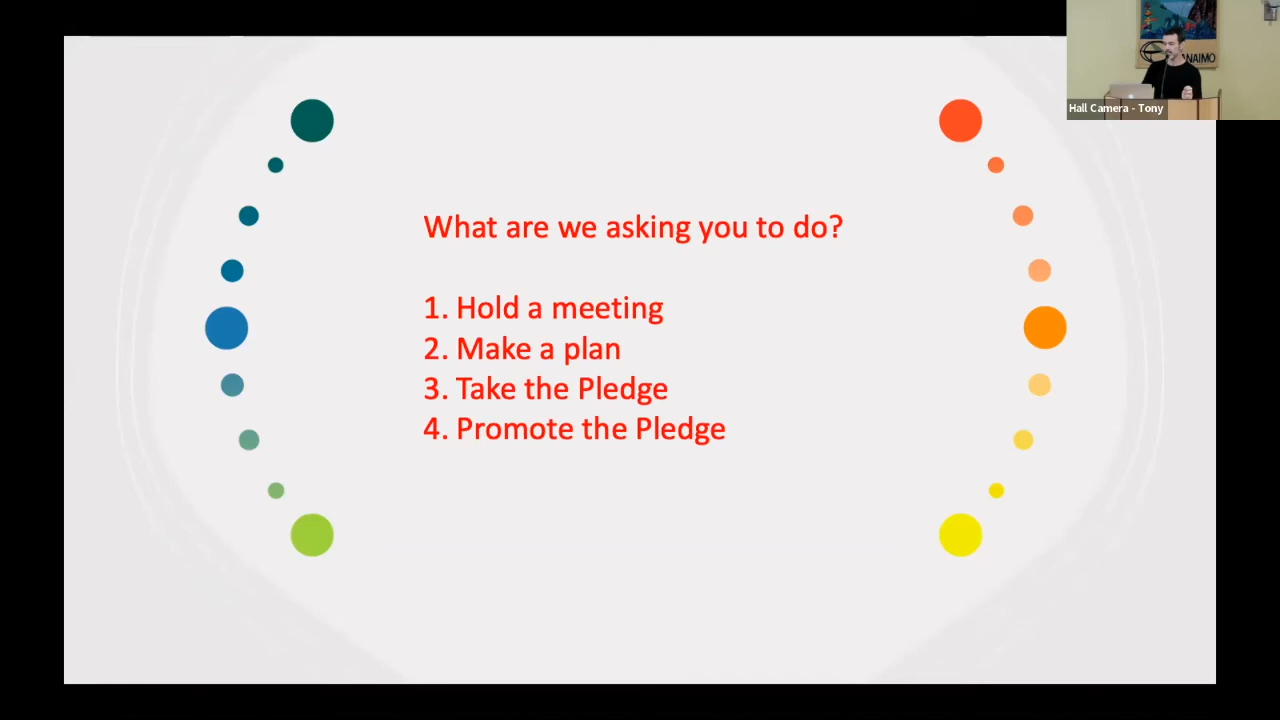 What are we asking you to do?
1. Hold a meeting
2. Make a plan
3. Take the Pledge
4. Promote the Pledge
ANAIMO
Hall Camera - Tony